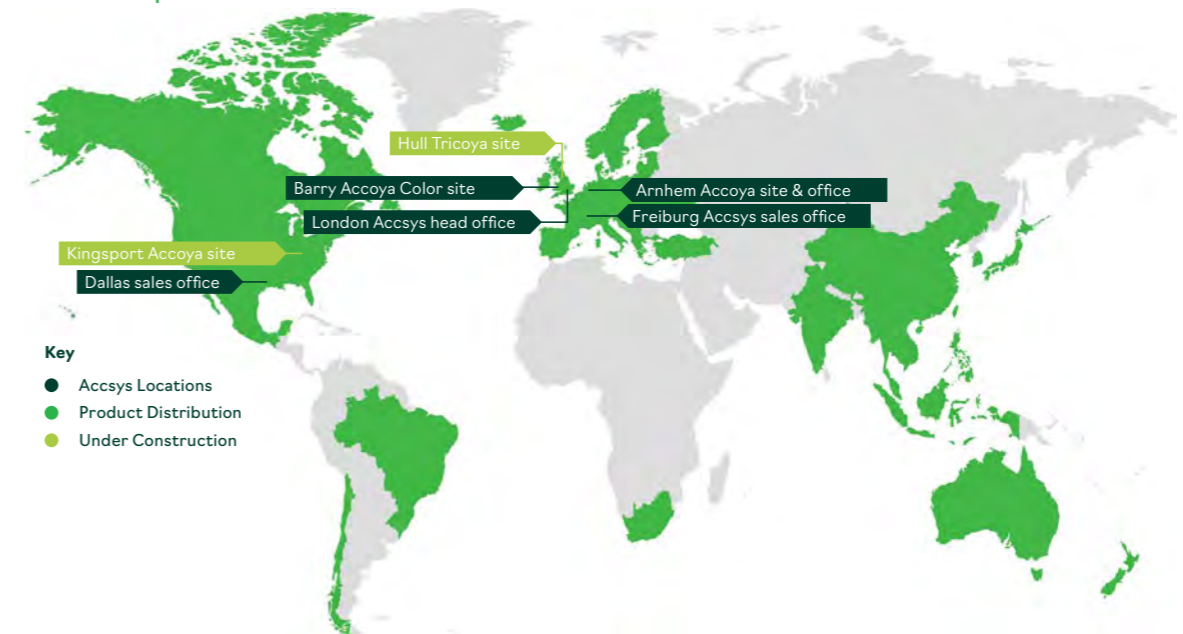 Hull Tricoya site
Barry Accoya Color site
Arnhem Accoya site & office
London Accsys head office
Freiburg Accsys sales office
Kingsport Accoya site
Dallas sales office
Key
Accsys Locations
Product Distribution
Under Construction